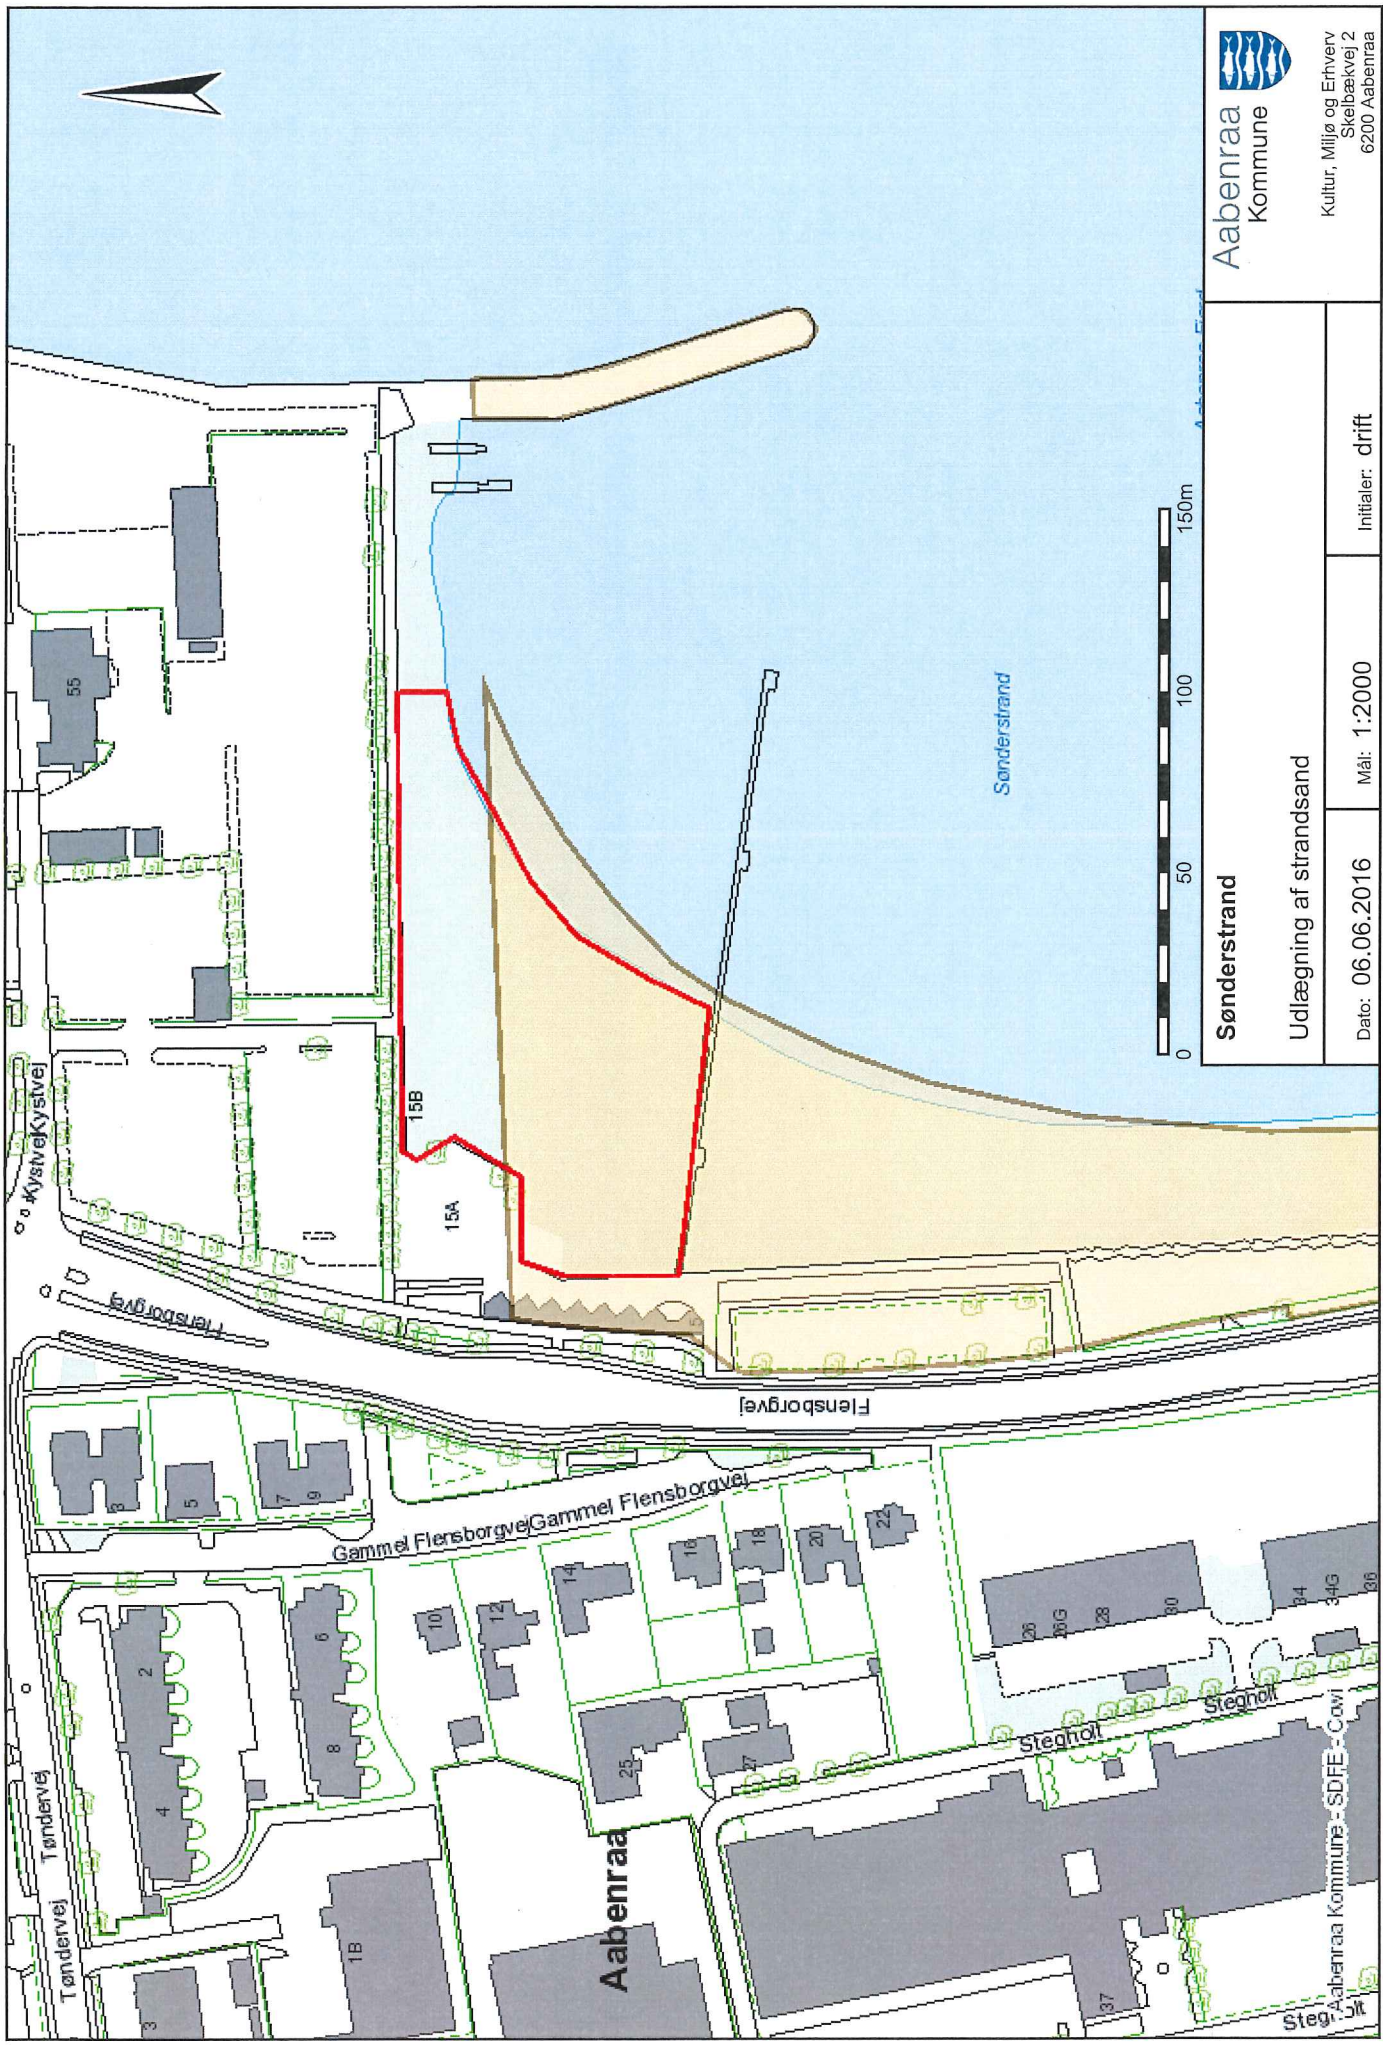 Aabenraa
Kommune
Kultur, Miljø og Erhverv
Skelbækvej 2
6200 Aabenraa
Sønderstrand
Udlægning af strandsand
Dato: 06.06.2016
Mål: 1:2000
Initialer: drift
0
50
100
150m
Sønderstrand
55
15B
15A
5
Kystvej
Kystvej
Flensborgvej
Flensborgvej
Gammel Flensborgvej
Gammel Flensborgvej
Tøndervej
Tøndervej
3
5
7
9
2
4
6
8
10
12
14
16
18
20
22
25
27
26
26G
28
30
34
34G
36
1B
3
37
Aabenraa
Stegholt
Stegholt
Aabenraa Kommune - SDFE - Cowi